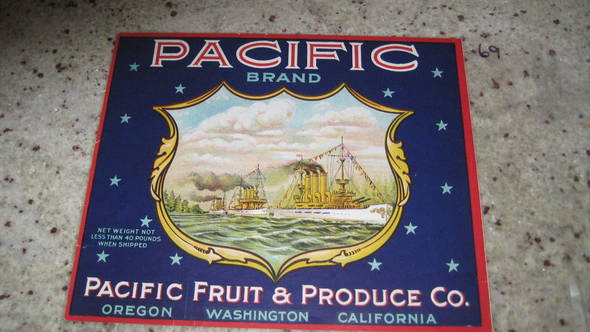 PACIFIC
BRAND
69
NET WEIGHT NOT
LESS THAN 40 POUNDS
WHEN SHIPPED
PACIFIC FRUIT & PRODUCE CO.
OREGON WASHINGTON CALIFORNIA